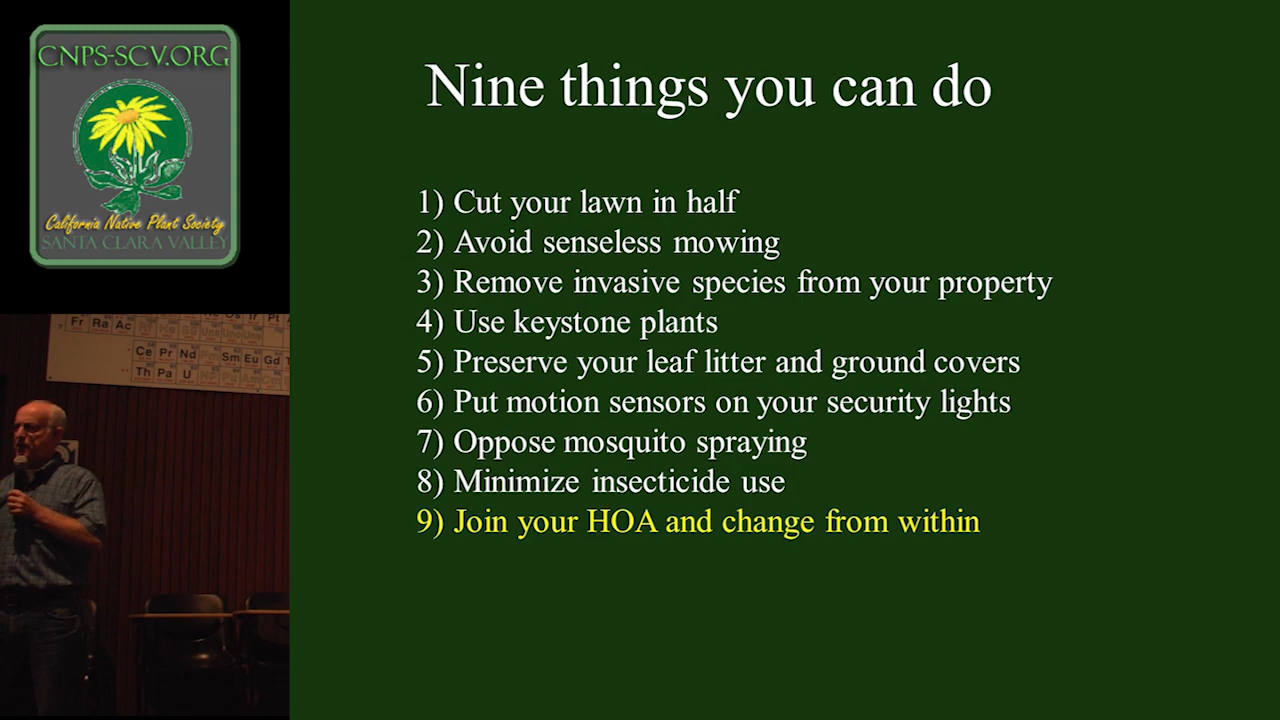 CNPS-SCV.ORG
California Native Plant Society
SANTA CLARA VALLEY
Nine things you can do
1) Cut your lawn in half
2) Avoid senseless mowing
3) Remove invasive species from your property
4) Use keystone plants
5) Preserve your leaf litter and ground covers
6) Put motion sensors on your security lights
7) Oppose mosquito spraying
8) Minimize insecticide use
9) Join your HOA and change from within
Fr Ra Ac
Ce Pr Nd Sm Eu Gd
Th Pa U